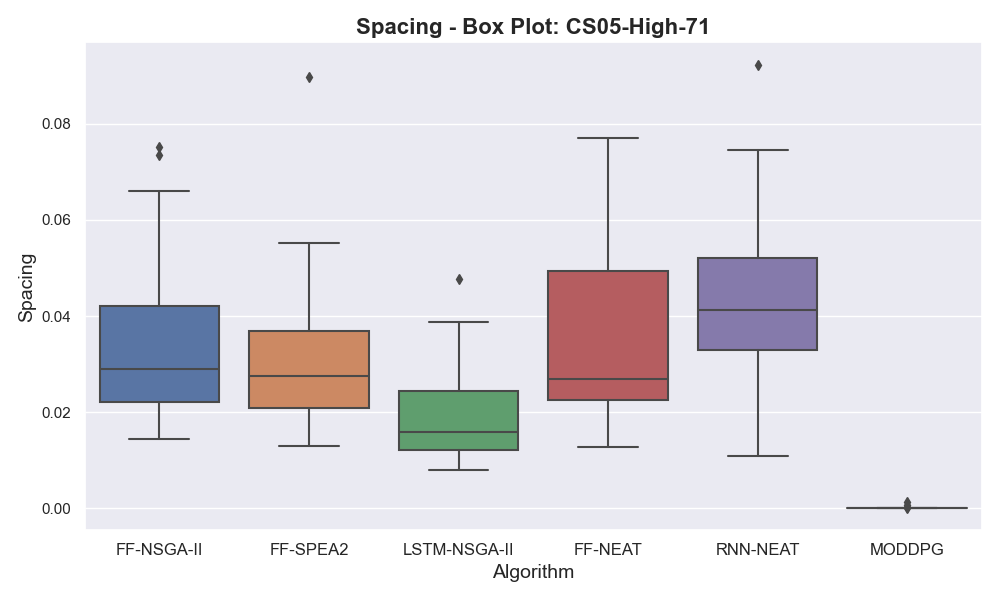 Spacing - Box Plot: CS05-High-71
0.08
0.06
0.04
0.02
0.00
Spacing
FF-NSGA-II FF-SPEA2 LSTM-NSGA-II FF-NEAT RNN-NEAT MODDPG
Algorithm